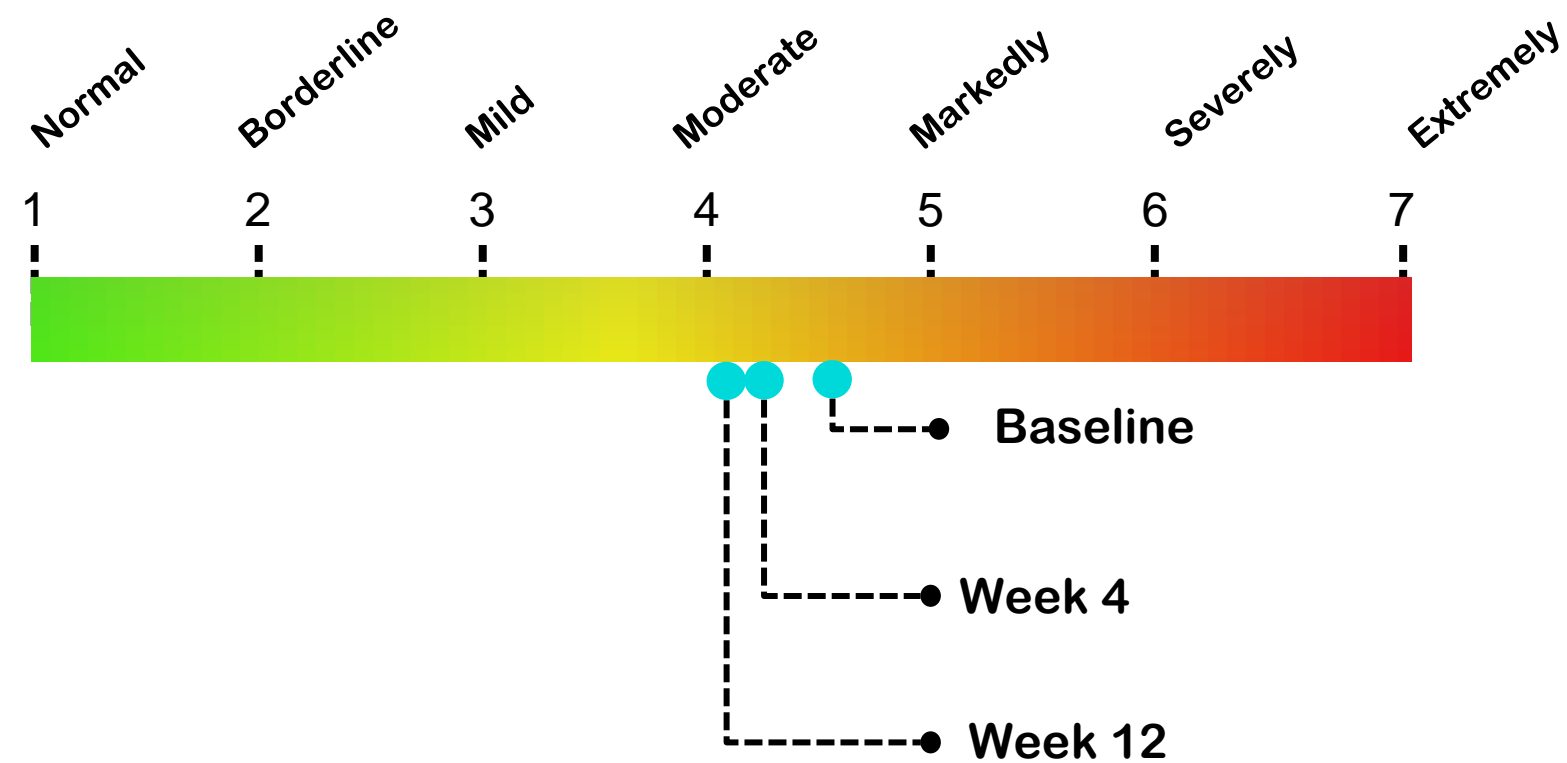 Normal Borderline Mild Moderate Markedly Severely Extremely
1 2 3 4 5 6 7
Baseline
Week 4
Week 12